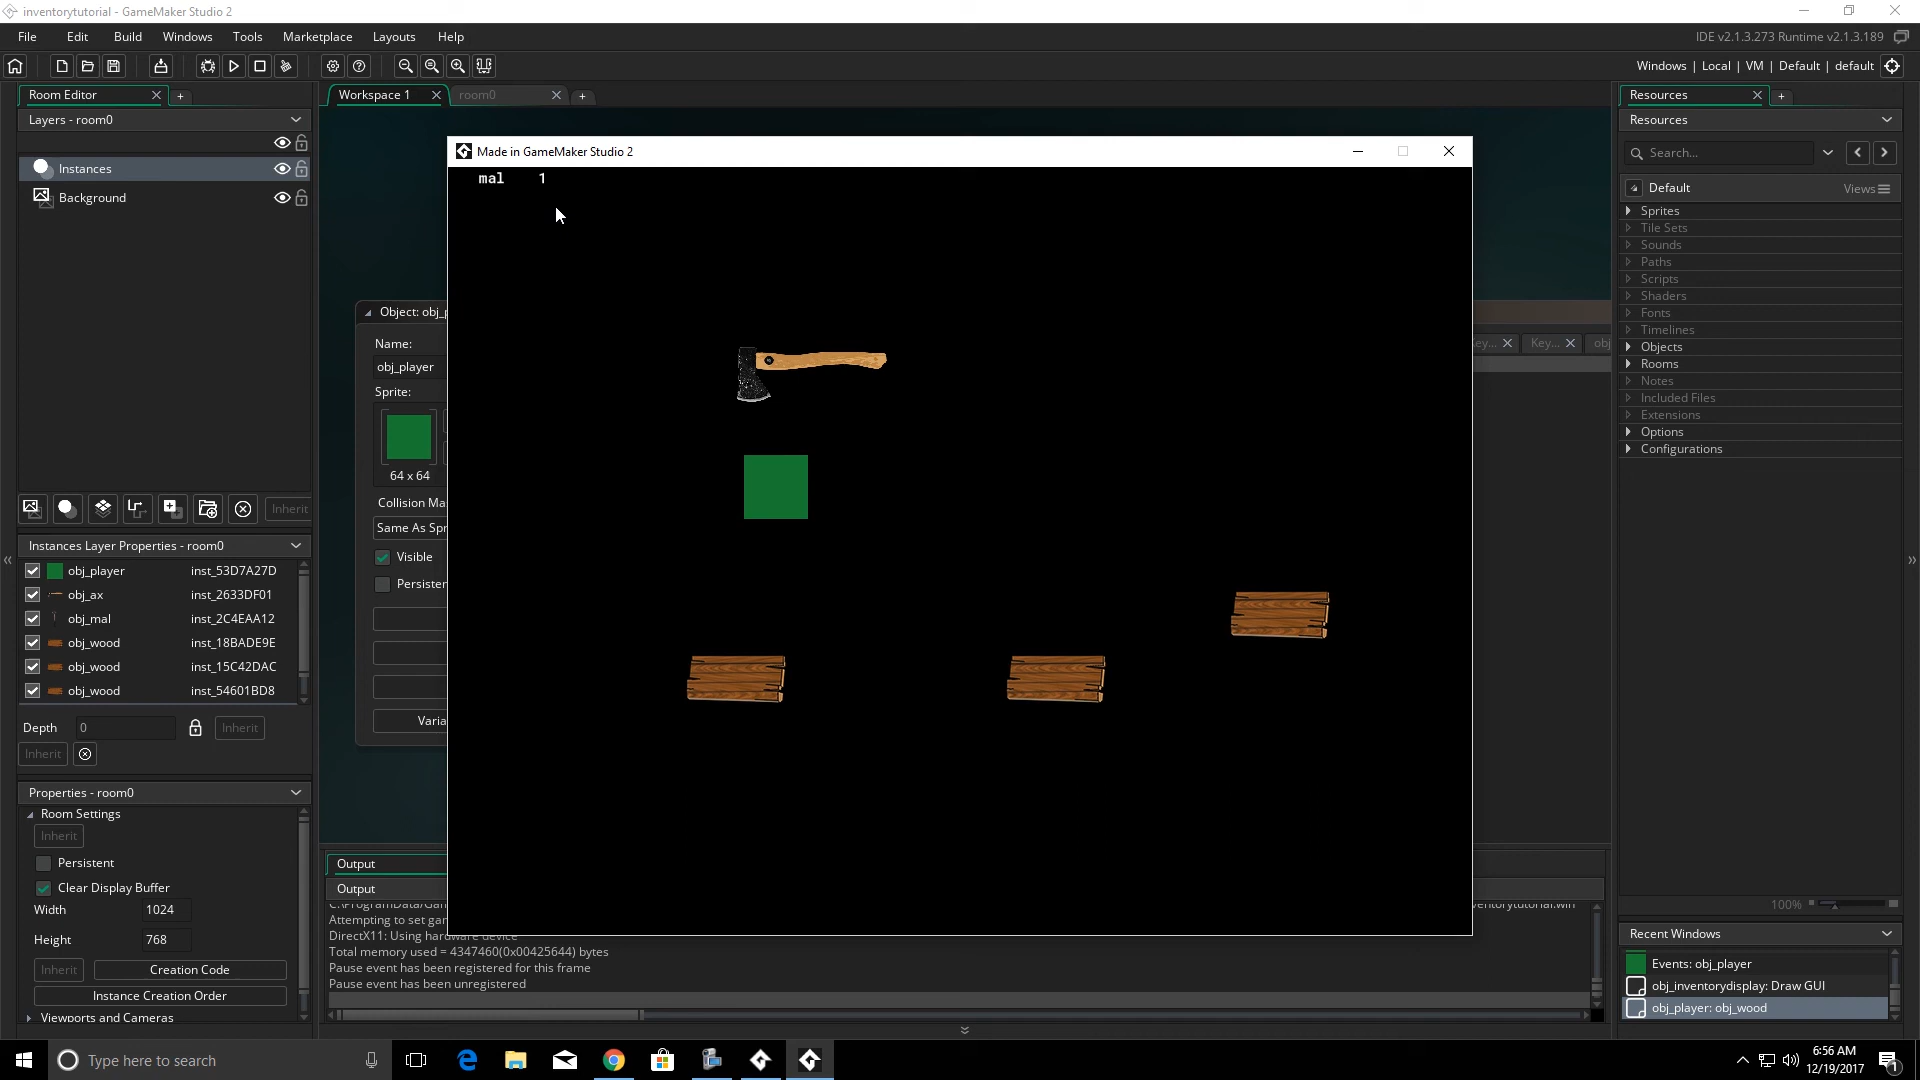 inventorytutorial - GameMaker Studio 2
File Edit Build Windows Tools Marketplace Layouts Help
IDE v2.1.3.273 Runtime v2.1.3.189
Windows | Local | VM | Default | default
Room Editor
Layers - room0
Instances
Background
Workspace 1
room0
Made in GameMaker Studio 2
mal 1
Object: obj_p
Name:
obj_player
Sprite:
64 x 64
Collision Ma
Same As Spr
Visible
Persisten
Varia
Key...
obj
Inherit
Instances Layer Properties - room0
obj_player inst_53D7A27D
obj_ax inst_2633DF01
obj_mal inst_2C4EAA12
obj_wood inst_18BADE9E
obj_wood inst_15C42DAC
obj_wood inst_54601BD8
Depth 0 Inherit
Inherit
Properties - room0
Room Settings
Inherit
Persistent
Clear Display Buffer
Width 1024
Height 768
Inherit Creation Code
Instance Creation Order
Viewports and Cameras
Output
Output
Attempting to set gam
DirectX11: Using hardware device
Total memory used = 4347460(0x00425644) bytes
Pause event has been registered for this frame
Pause event has been unregistered
Resources
Resources
Search...
Default Views
Sprites
Tile Sets
Sounds
Paths
Scripts
Shaders
Fonts
Timelines
Objects
Rooms
Notes
Included Files
Extensions
Options
Configurations
100%
Recent Windows
Events: obj_player
obj_inventorydisplay: Draw GUI
obj_player: obj_wood
Type here to search
6:56 AM
12/19/2017
1